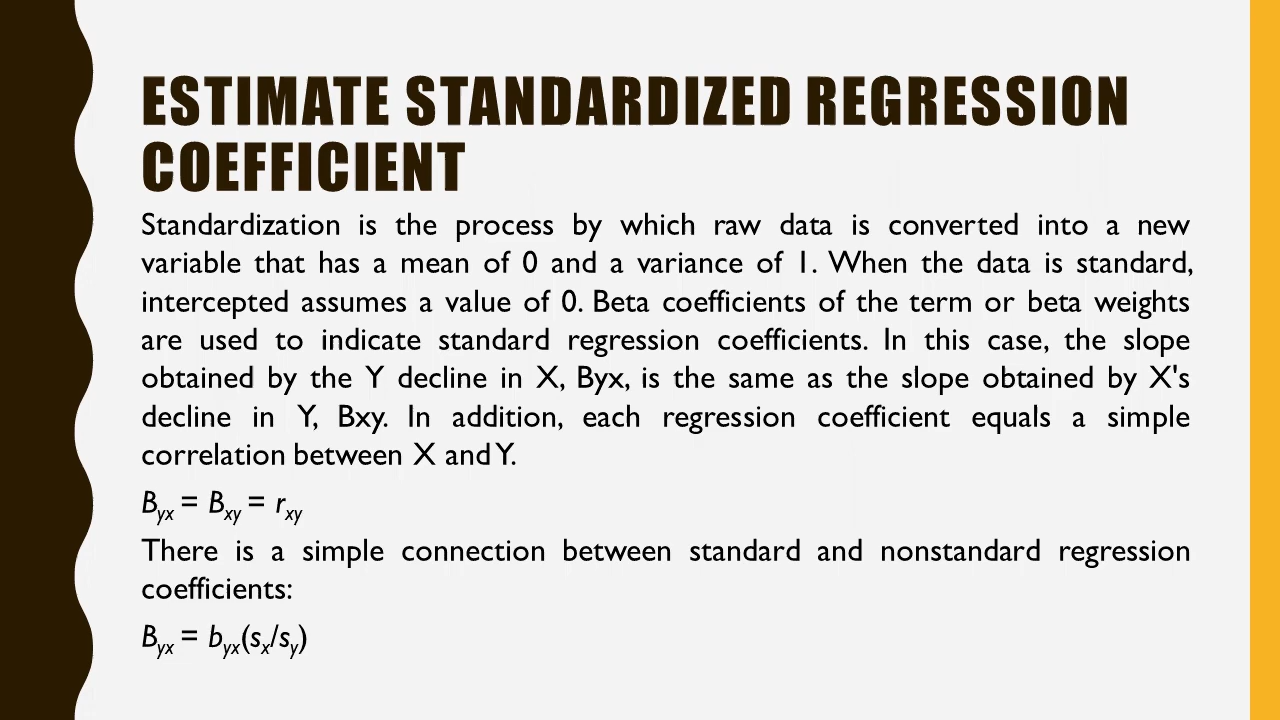 ESTIMATE STANDARDIZED REGRESSION
COEFFICIENT
Standardization is the process by which raw data is converted into a new
variable that has a mean of 0 and a variance of 1. When the data is standard,
intercepted assumes a value of 0. Beta coefficients of the term or beta weights
are used to indicate standard regression coefficients. In this case, the slope
obtained by the Y decline in X, Byx, is the same as the slope obtained by X's
decline in Y, Bxy. In addition, each regression coefficient equals a simple
correlation between X and Y.
Byx = Bxy = rxy
There is a simple connection between standard and nonstandard regression
coefficients:
Byx = byx(sx/sy)